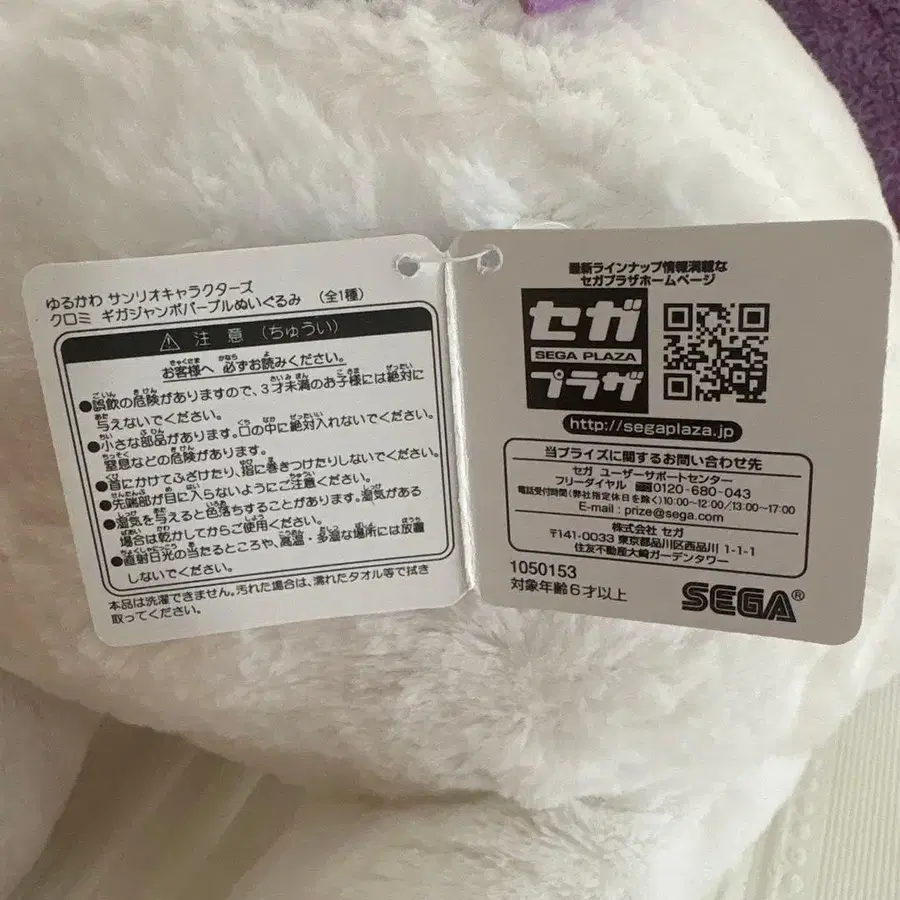 ゆるかわ サンリオキャラクターズ
クロミ ギガジャンボパープルぬいぐるみ （全1種）
注 意 （ちゅうい）
お客様へ 必ずお読みください。
●誤飲の危険がありますので、3才未満のお子様には絶対に
与えないでください。
●小さな部品があります。口の中に絶対入れないでください。
窒息などの危険があります。
●首にかけてふざけたり、指に巻きつけたりしないでください。
●先端部が目に入らないようにご注意ください。
●湿気を与えると色落ちすることがあります。湿気がある
場合は乾かしてからご使用ください。
●直射日光の当たるところや、高温・多湿な場所には放置
しないでください。
本品は洗濯できません。汚れた場合は、濡れたタオル等で拭き
取ってください。
最新ラインナップ情報満載な
セガプラザホームページ
セガ
SEGA PLAZA
プラザ
http://segaplaza.jp
当プライズに関するお問い合わせ先
セガ ユーザーサポートセンター
フリーダイヤル 0120-680-043
電話受付時間(弊社指定休日を除く)10:00~12:00/13:00~17:00
E-mail : prize@sega.com
株式会社 セガ
〒141-0033 東京都品川区西品川 1-1-1
住友不動産大崎ガーデンタワー
1050153
対象年齢6才以上
SEGA®